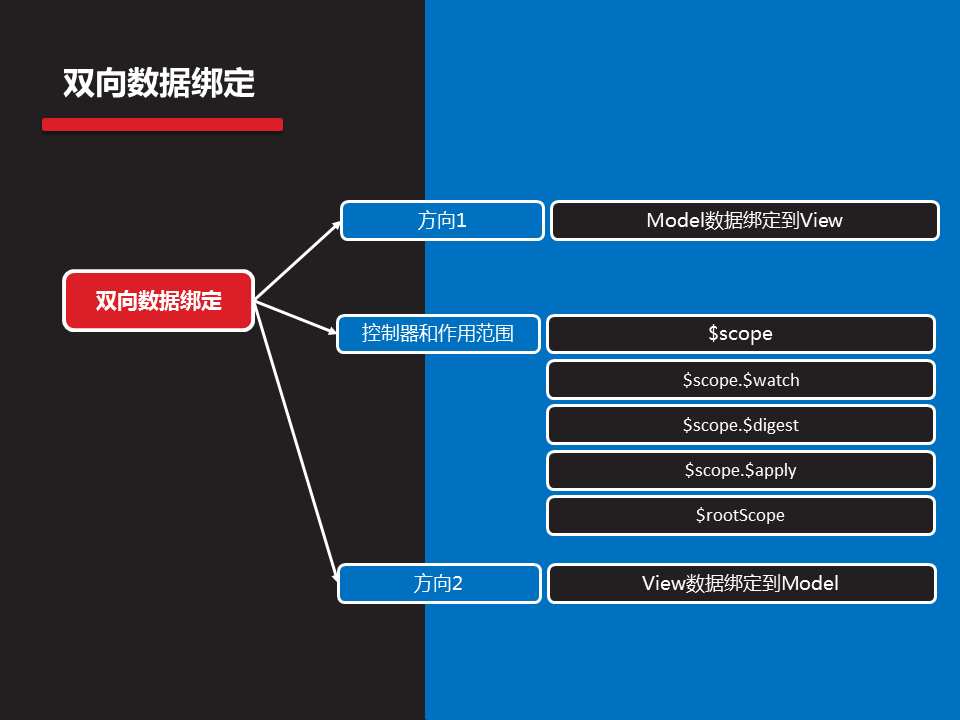 双向数据绑定
方向1
Model数据绑定到View
双向数据绑定
控制器和作用范围
$scope
$scope.$watch
$scope.$digest
$scope.$apply
$rootScope
方向2
View数据绑定到Model